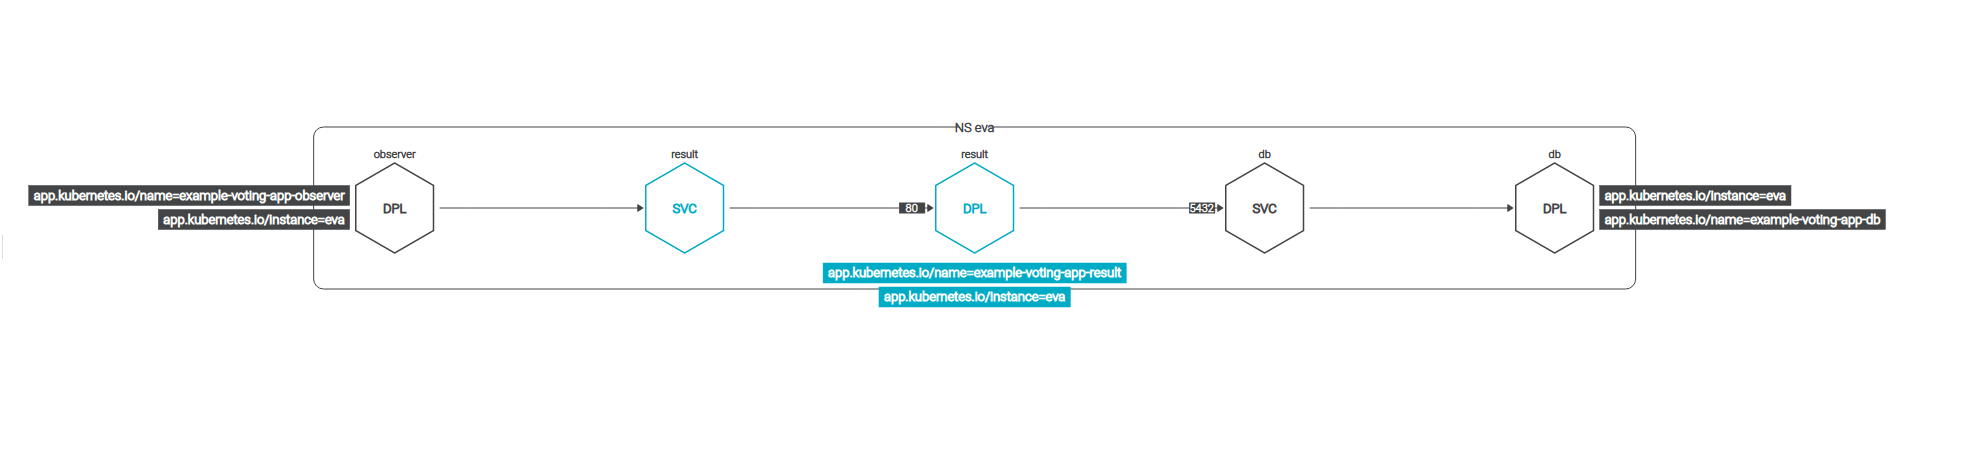 NS eva
observer
result
result
db
db
app.kubernetes.io/name=example-voting-app-observer
app.kubernetes.io/instance=eva
DPL
SVC
80
DPL
5432
SVC
DPL
app.kubernetes.io/instance=eva
app.kubernetes.io/name=example-voting-app-db
app.kubernetes.io/name=example-voting-app-result
app.kubernetes.io/instance=eva